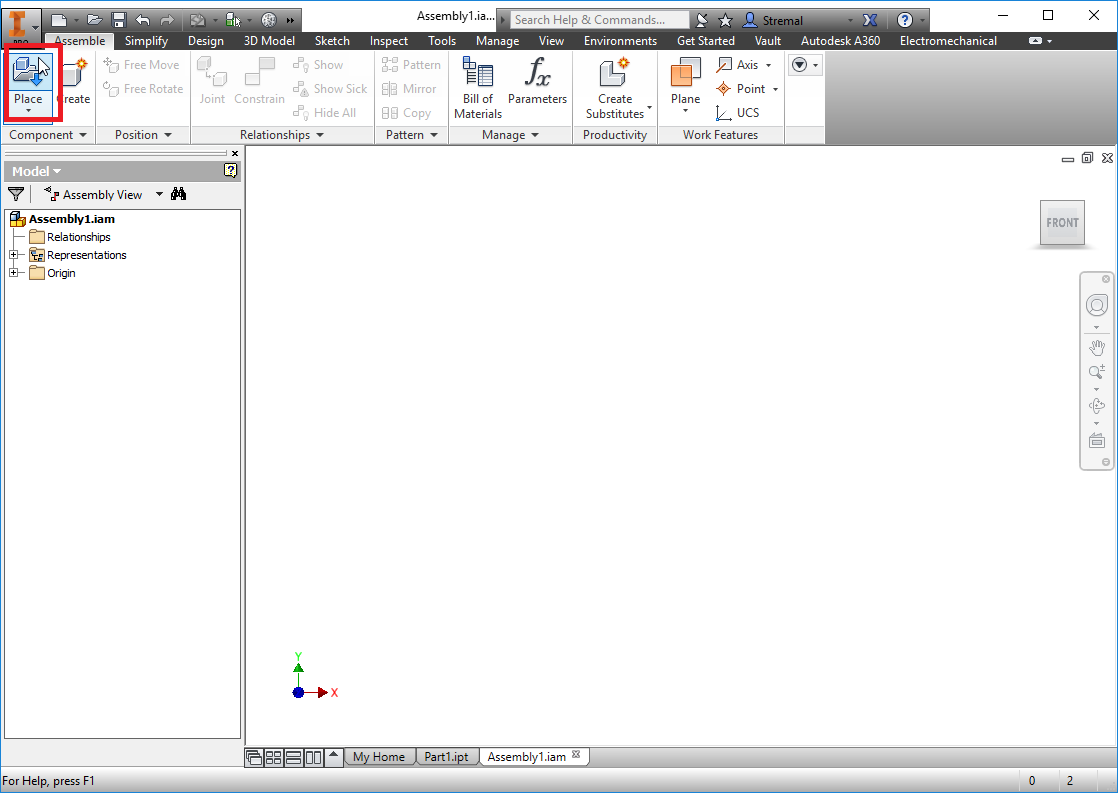 Assembly1.ia...
Search Help & Commands...
Stremal
PRO
Assemble Simplify Design 3D Model Sketch Inspect Tools Manage View Environments Get Started Vault Autodesk A360 Electromechanical
Place
Create
Component
Free Move
Free Rotate
Position
Joint
Constrain
Show
Show Sick
Hide All
Relationships
Pattern
Mirror
Copy
Pattern
Bill of
Materials
Parameters
Manage
Create
Substitutes
Productivity
Plane
Axis
Point
UCS
Work Features
Model
Assembly View
Assembly1.iam
Relationships
Representations
Origin
FRONT
Y
X
My Home Part1.ipt Assembly1.iam
For Help, press F1
0 2